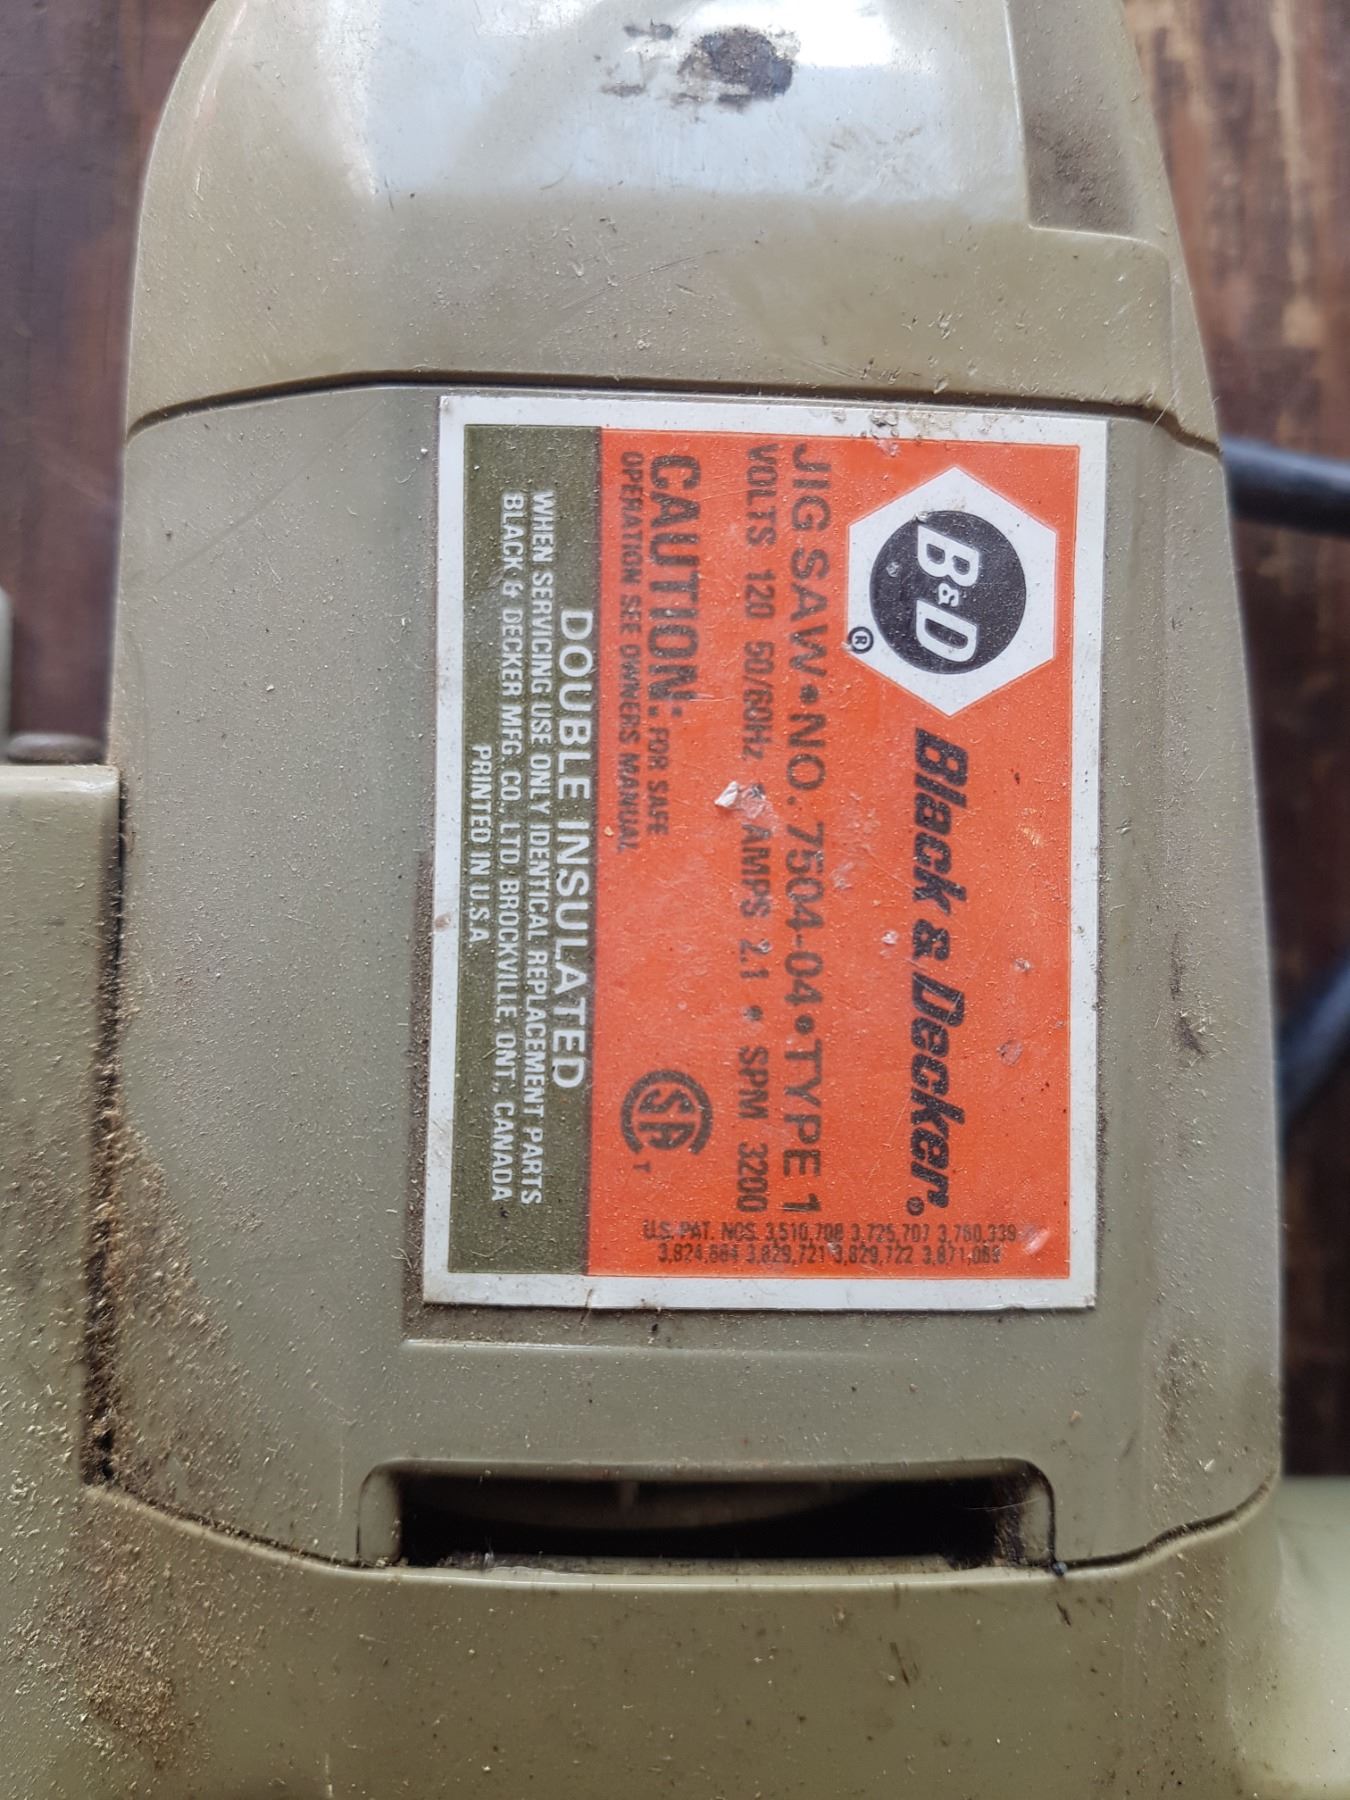 B&D® Black & Decker®
JIG SAW • NO. 7504-04 • TYPE 1
VOLTS 120 50/60Hz • AMPS 2.1 • SPM 3200
CAUTION: FOR SAFE
OPERATION SEE OWNERS MANUAL
CSA
T
U.S. PAT. NOS. 3,510,708 3,725,707 3,760,339
3,824,684 3,829,721 3,829,722 3,871,069
DOUBLE INSULATED
WHEN SERVICING USE ONLY IDENTICAL REPLACEMENT PARTS
BLACK & DECKER MFG. CO., LTD, BROCKVILLE, ONT., CANADA
PRINTED IN U.S.A.